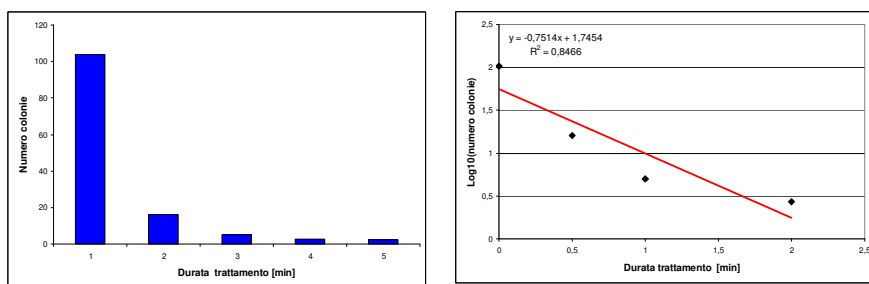 120
100
80
60
40
20
0
1 2 3 4 5
Numero colonie
Durata trattamento [min]
y = -0,7514x + 1,7454
R² = 0,8466
2,5
2
1,5
1
0,5
0
0 0,5 1 1,5 2 2,5
Log10(numero colonie)
Durata trattamento [min]